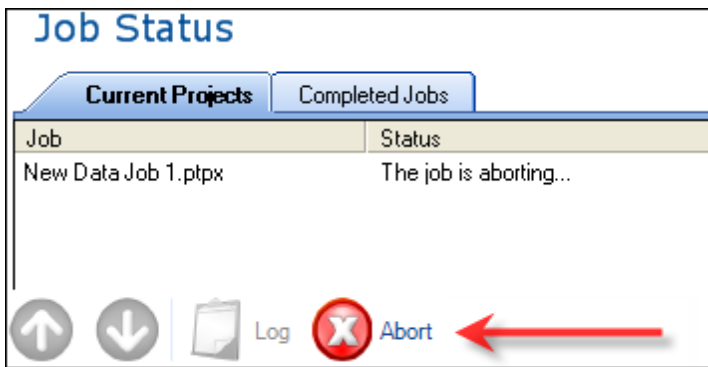 Job Status
Current Projects Completed Jobs
Job Status
New Data Job 1.ptpx The job is aborting...
Log Abort